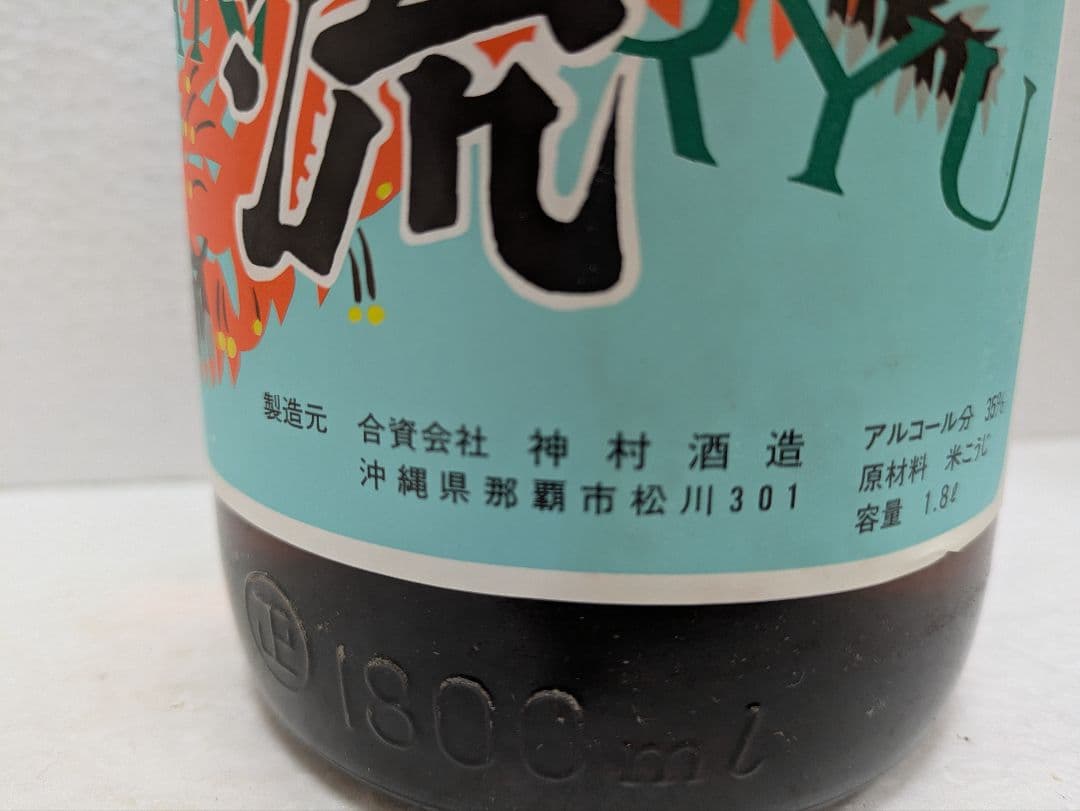 流
RYU
製造元 合資会社 神村酒造
沖縄県那覇市松川301
アルコール分 35%
原材料 米こうじ
容量 1.8ℓ
正 1800ml